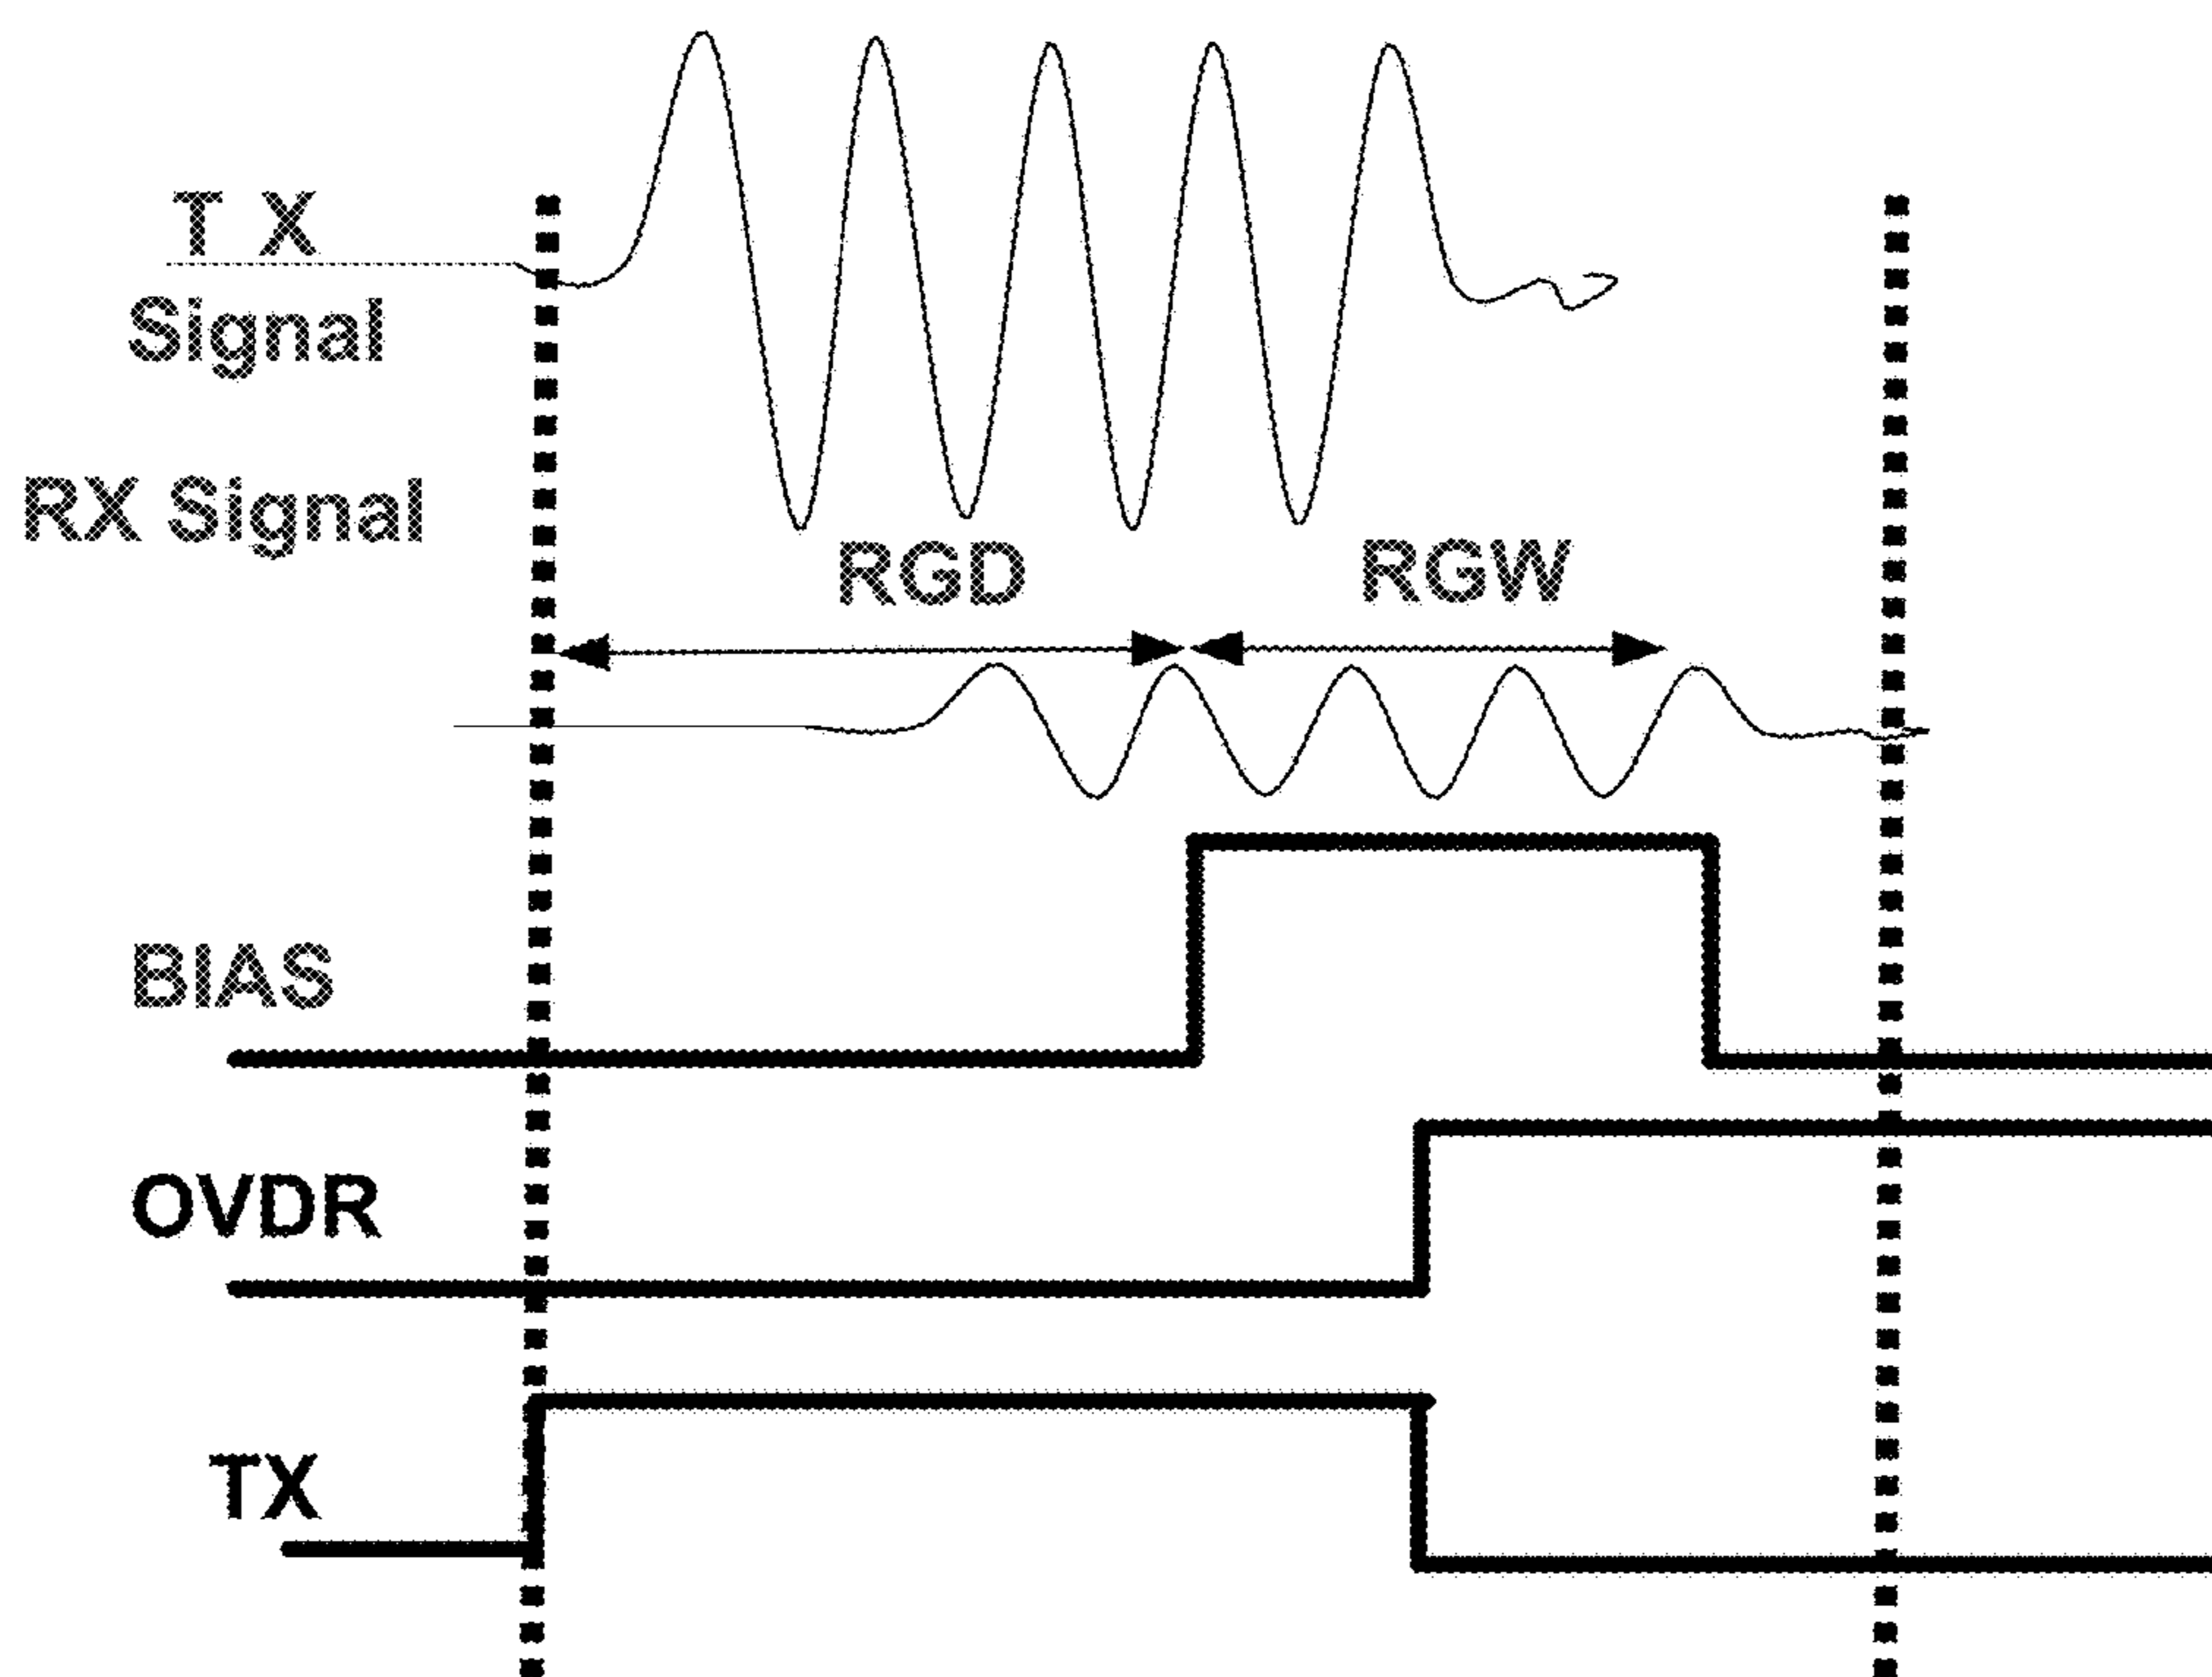 T X
Signal
RX Signal
RGD RGW
BIAS
OVDR
TX